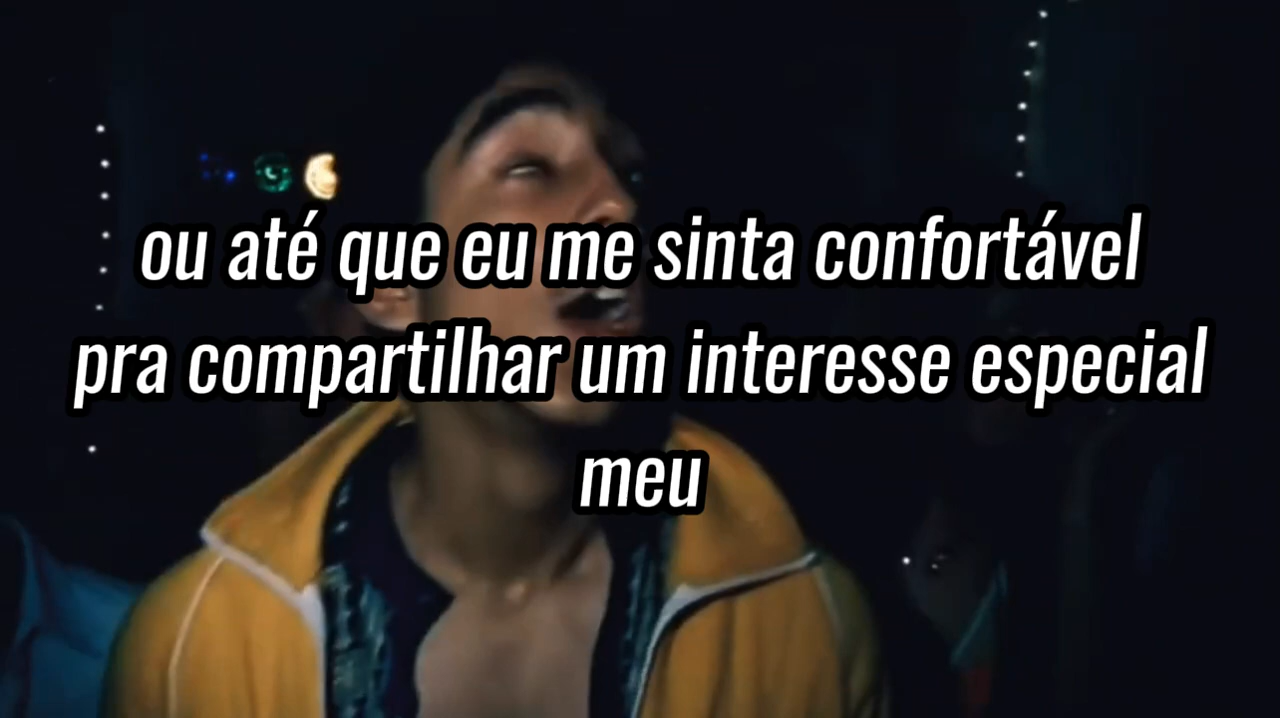 ou até que eu me sinta confortável
pra compartilhar um interesse especial
meu